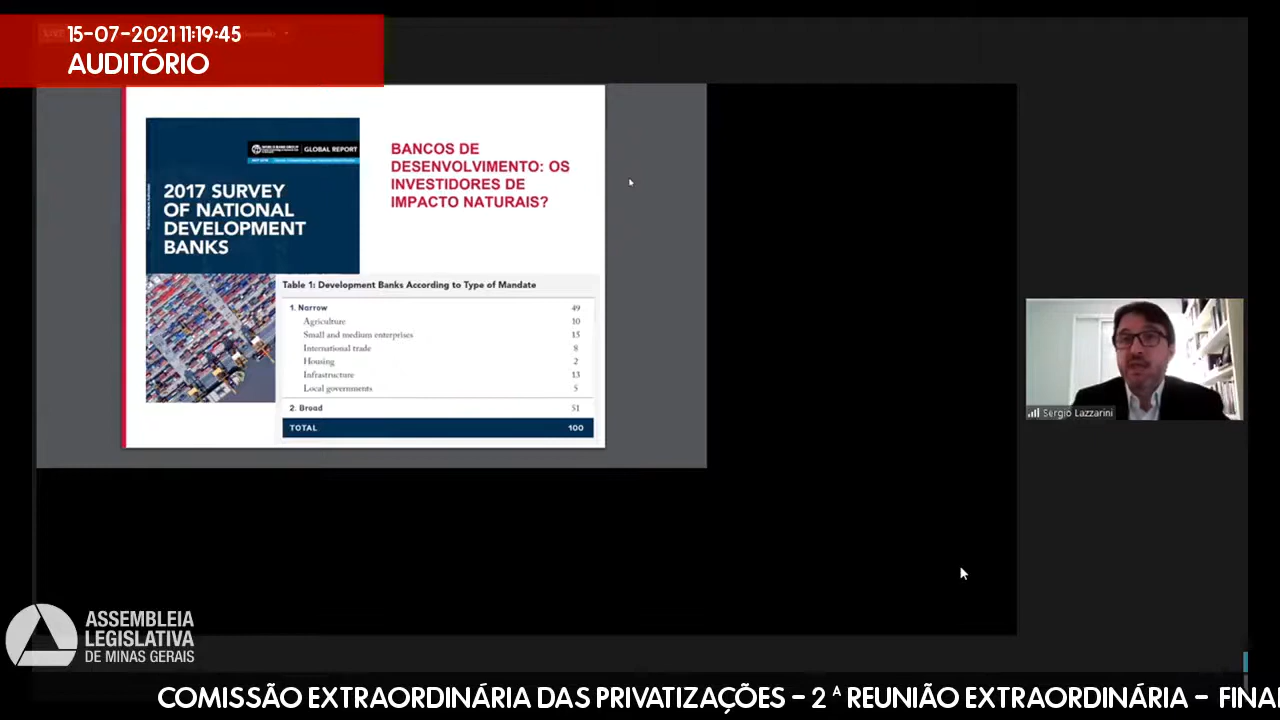 15-07-2021 11:19:45
AUDITÓRIO
GLOBAL REPORT
2017 SURVEY
OF NATIONAL
DEVELOPMENT
BANKS
BANCOS DE
DESENVOLVIMENTO: OS
INVESTIDORES DE
IMPACTO NATURAIS?
Table 1: Development Banks According to Type of Mandate
1. Narrow 49
Agriculture 10
Small and medium enterprises 15
International trade 8
Housing 2
Infrastructure 13
Local governments 5
2. Broad 51
TOTAL 100
Sergio Lazzarini
ASSEMBLEIA
LEGISLATIVA
DE MINAS GERAIS
COMISSÃO EXTRAORDINÁRIA DAS PRIVATIZAÇÕES - 2 ª REUNIÃO EXTRAORDINÁRIA - FINA